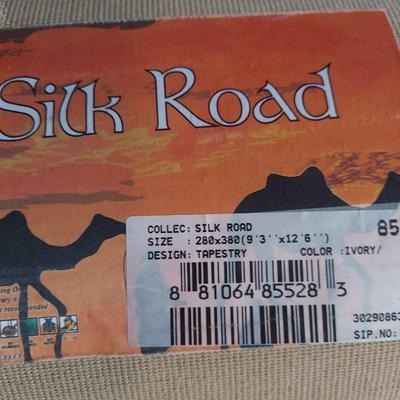 Silk Road
COLLEC: SILK ROAD 85
SIZE : 280x380(9'3''x12'6'')
DESIGN: TAPESTRY COLOR :IVORY/
8 81064 85528 3
30290863
SIP.NO:
recommended